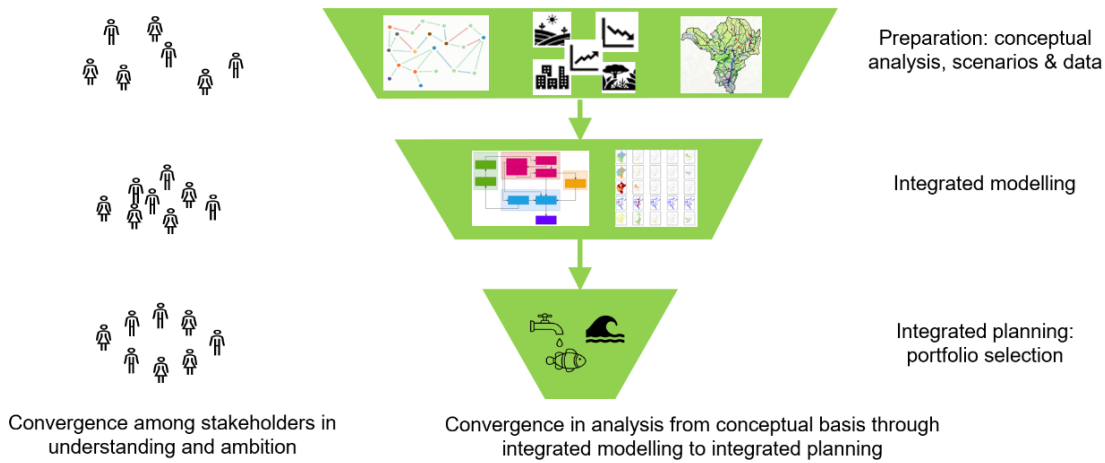 Preparation: conceptual
analysis, scenarios & data
Integrated modelling
Integrated planning:
portfolio selection
Convergence among stakeholders in
understanding and ambition
Convergence in analysis from conceptual basis through
integrated modelling to integrated planning